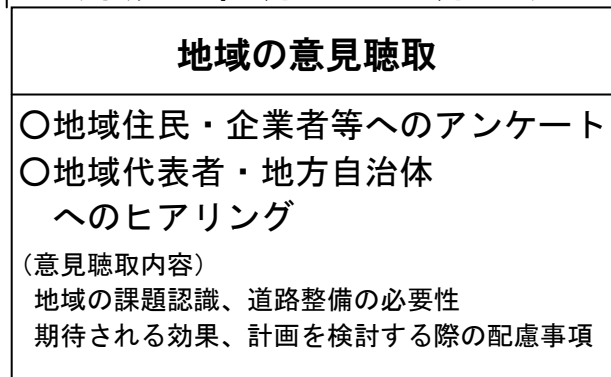 地域の意見聴取
〇地域住民・企業者等へのアンケート
〇地域代表者・地方自治体
へのヒアリング
（意見聴取内容）
地域の課題認識、道路整備の必要性
期待される効果、計画を検討する際の配慮事項